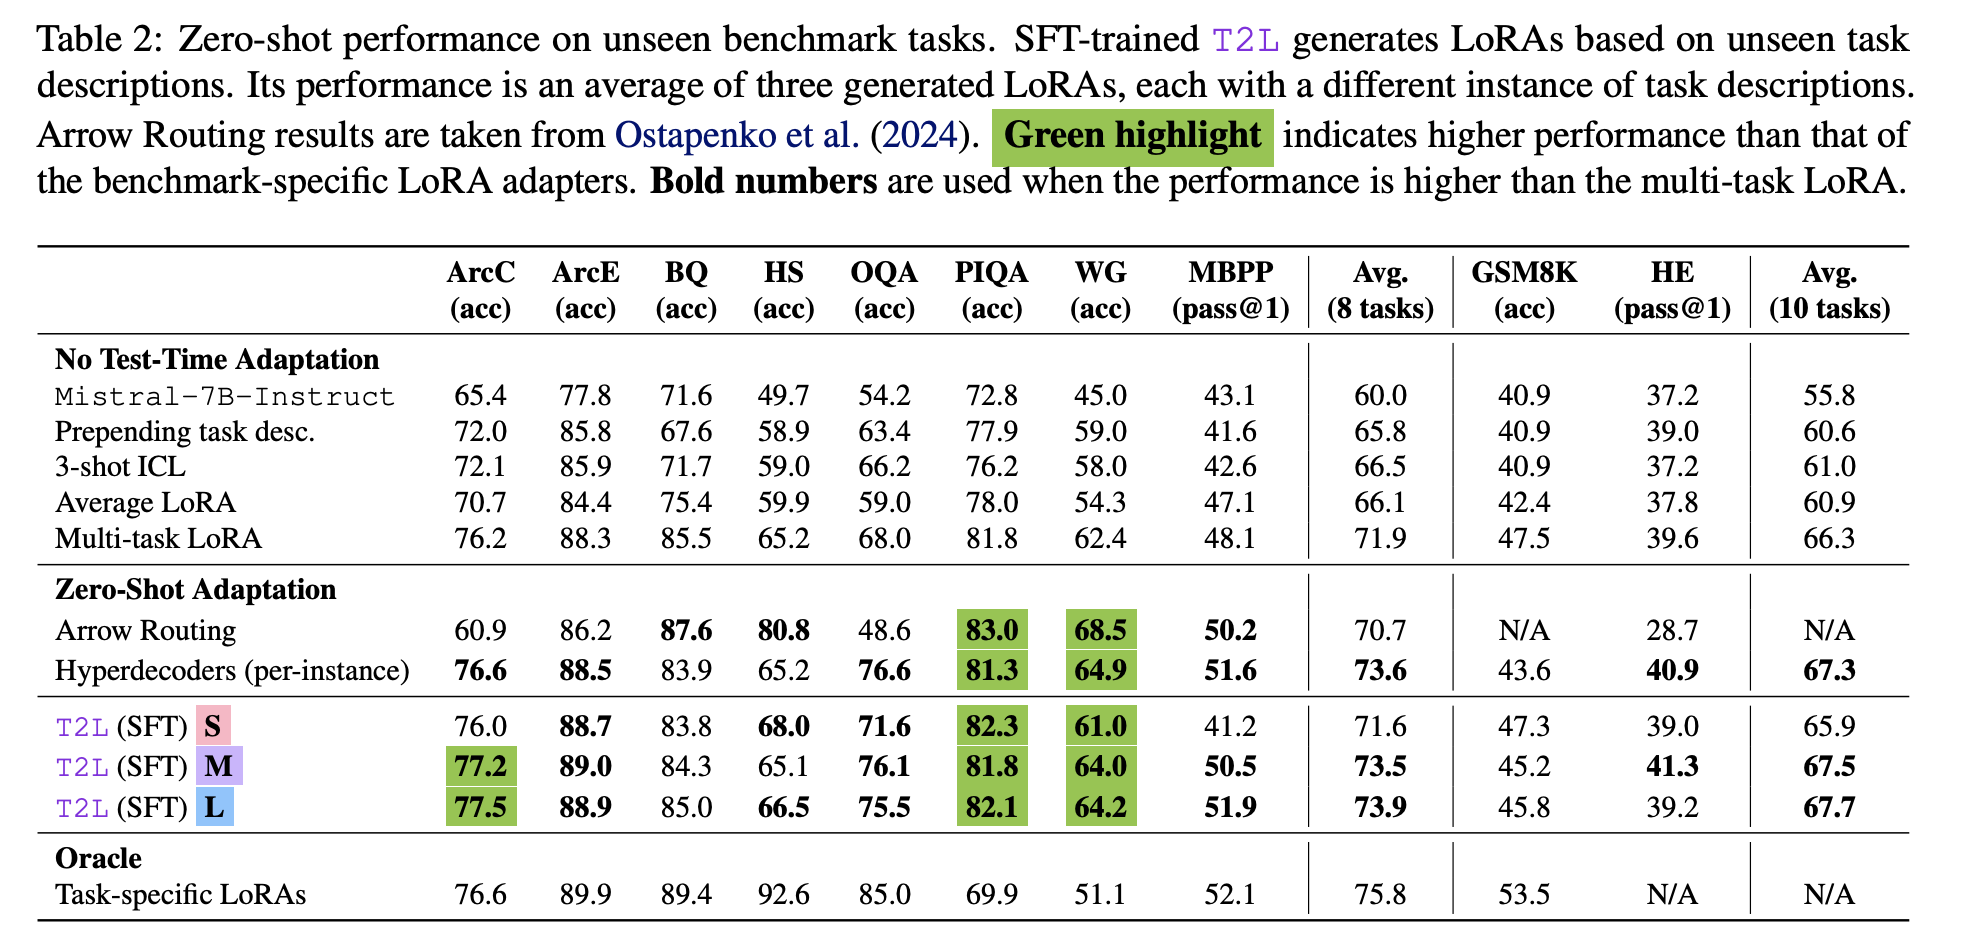 Table 2: Zero-shot performance on unseen benchmark tasks. SFT-trained T2L generates LoRAs based on unseen task
descriptions. Its performance is an average of three generated LoRAs, each with a different instance of task descriptions.
Arrow Routing results are taken from Ostapenko et al. (2024). Green highlight indicates higher performance than that of
the benchmark-specific LoRA adapters. Bold numbers are used when the performance is higher than the multi-task LoRA.
ArcC ArcE BQ HS OQA PIQA WG MBPP Avg. GSM8K HE Avg.
(acc) (acc) (acc) (acc) (acc) (acc) (acc) (pass@1) (8 tasks) (acc) (pass@1) (10 tasks)
No Test-Time Adaptation
Mistral-7B-Instruct 65.4 77.8 71.6 49.7 54.2 72.8 45.0 43.1 60.0 40.9 37.2 55.8
Prepending task desc. 72.0 85.8 67.6 58.9 63.4 77.9 59.0 41.6 65.8 40.9 39.0 60.6
3-shot ICL 72.1 85.9 71.7 59.0 66.2 76.2 58.0 42.6 66.5 40.9 37.2 61.0
Average LoRA 70.7 84.4 75.4 59.9 59.0 78.0 54.3 47.1 66.1 42.4 37.8 60.9
Multi-task LoRA 76.2 88.3 85.5 65.2 68.0 81.8 62.4 48.1 71.9 47.5 39.6 66.3
Zero-Shot Adaptation
Arrow Routing 60.9 86.2 87.6 80.8 48.6 83.0 68.5 50.2 70.7 N/A 28.7 N/A
Hyperdecoders (per-instance) 76.6 88.5 83.9 65.2 76.6 81.3 64.9 51.6 73.6 43.6 40.9 67.3
T2L (SFT) S 76.0 88.7 83.8 68.0 71.6 82.3 61.0 41.2 71.6 47.3 39.0 65.9
T2L (SFT) M 77.2 89.0 84.3 65.1 76.1 81.8 64.0 50.5 73.5 45.2 41.3 67.5
T2L (SFT) L 77.5 88.9 85.0 66.5 75.5 82.1 64.2 51.9 73.9 45.8 39.2 67.7
Oracle
Task-specific LoRAs 76.6 89.9 89.4 92.6 85.0 69.9 51.1 52.1 75.8 53.5 N/A N/A